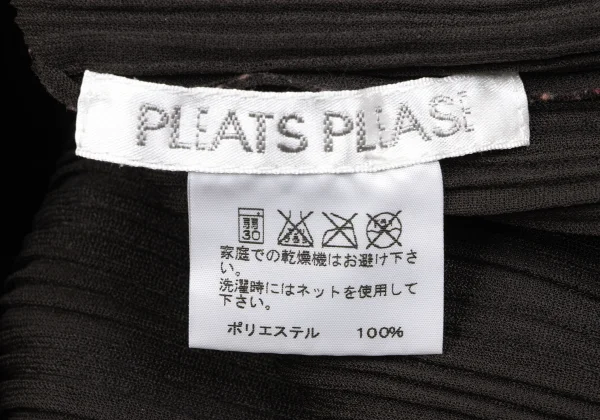 PLEATS PLEASE
30
家庭での乾燥機はお避け下さ
い。
洗濯時にはネットを使用して
下さい。
ポリエステル 100%